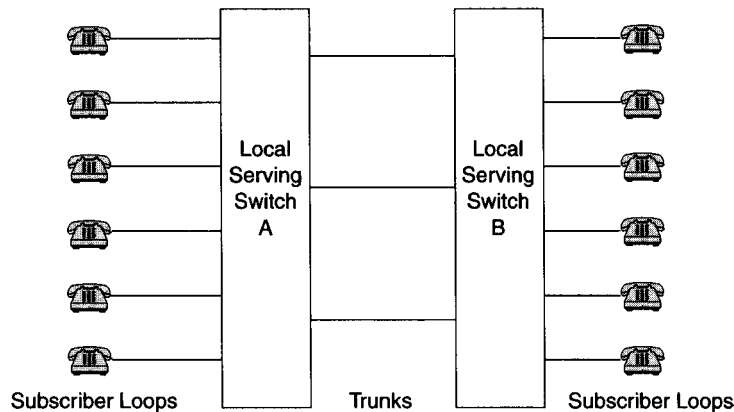 Local
Serving
Switch
A
Local
Serving
Switch
B
Subscriber Loops
Trunks
Subscriber Loops